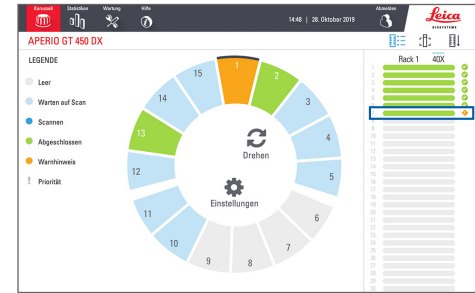 Karussell Statistiken Wartung Hilfe
14:48 | 28. Oktober 2019
Abmelden
Leica
BIOSYSTEMS
APERIO GT 450 DX
LEGENDE
Leer
Warten auf Scan
Scannen
Abgeschlossen
Warnhinweis
! Priorität
1
2
3
4
5
6
7
8
9
10
11
12
13
14
15
Drehen
Einstellungen
Rack 1 40X